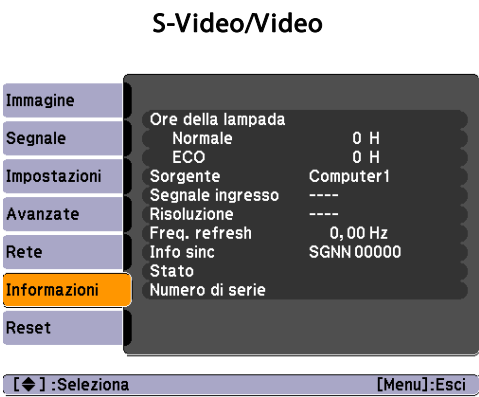 S-Video/Video
Immagine
Segnale
Impostazioni
Avanzate
Rete
Informazioni
Reset
Ore della lampada
Normale 0 H
ECO 0 H
Sorgente Computer1
Segnale ingresso ----
Risoluzione ----
Freq. refresh 0,00 Hz
Info sinc SGNN 00000
Stato
Numero di serie
[◆] :Seleziona [Menu]:Esci